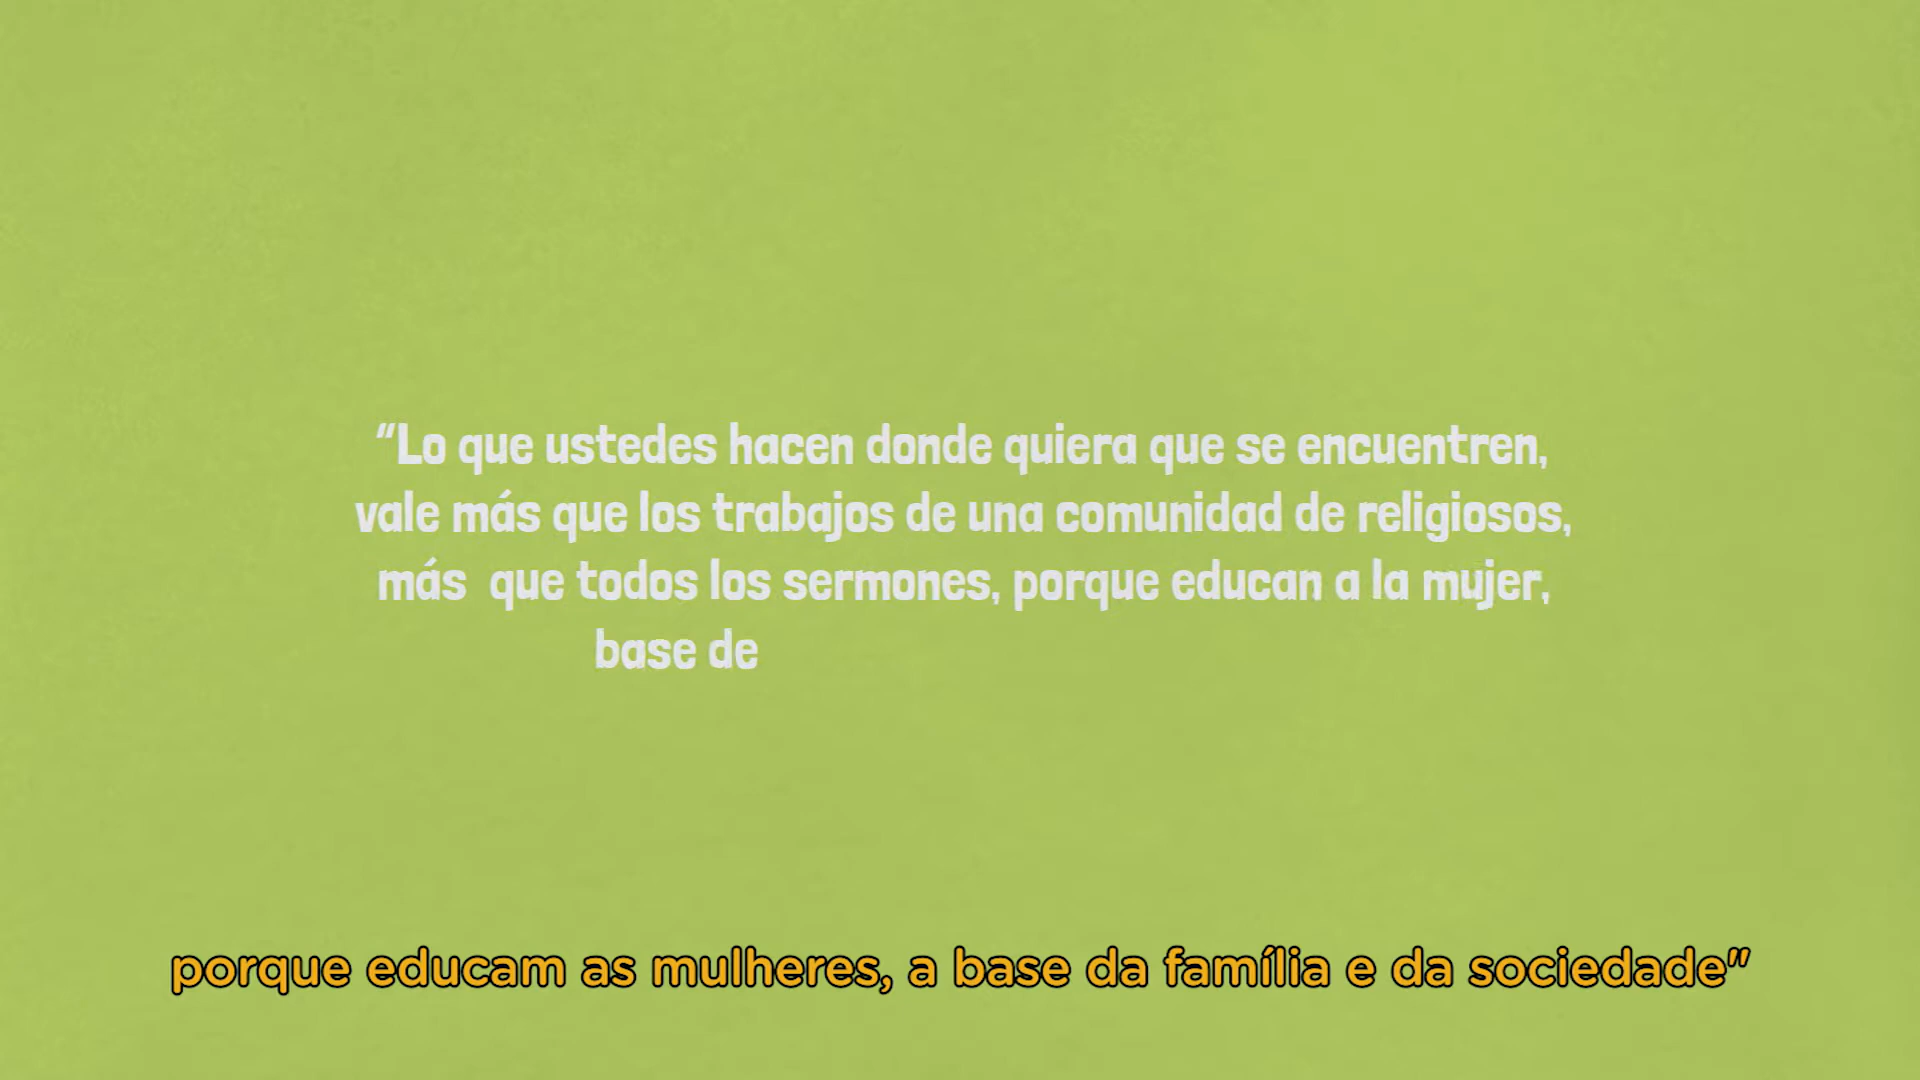 “Lo que ustedes hacen donde quiera que se encuentren,
vale más que los trabajos de una comunidad de religiosos,
más que todos los sermones, porque educan a la mujer,
base de
porque educam as mulheres, a base da família e da sociedade”